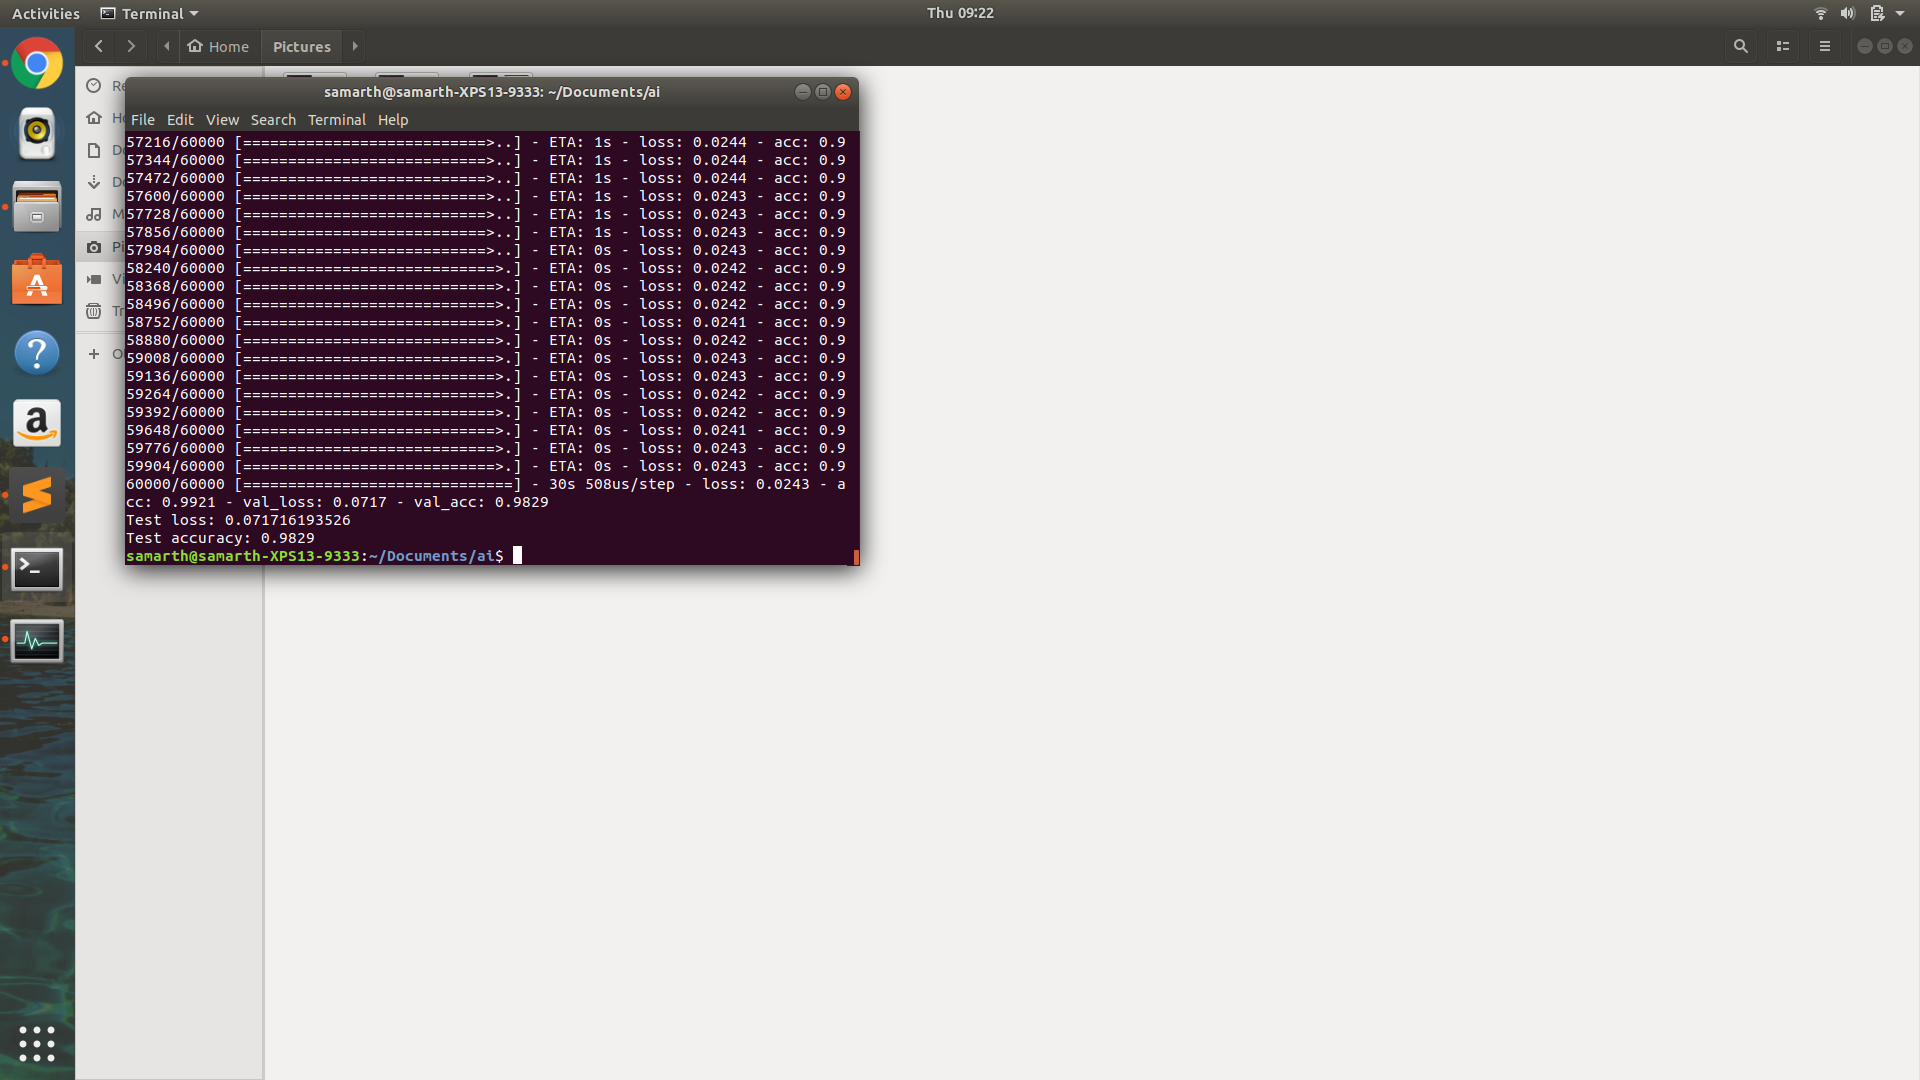 Activities
Terminal
Thu 09:22
Home
Pictures
samarth@samarth-XPS13-9333: ~/Documents/ai
File Edit View Search Terminal Help
57216/60000 [===========================>..] - ETA: 1s - loss: 0.0244 - acc: 0.9
57344/60000 [===========================>..] - ETA: 1s - loss: 0.0244 - acc: 0.9
57472/60000 [===========================>..] - ETA: 1s - loss: 0.0244 - acc: 0.9
57600/60000 [===========================>..] - ETA: 1s - loss: 0.0243 - acc: 0.9
57728/60000 [===========================>..] - ETA: 1s - loss: 0.0243 - acc: 0.9
57856/60000 [===========================>..] - ETA: 1s - loss: 0.0243 - acc: 0.9
57984/60000 [===========================>..] - ETA: 0s - loss: 0.0243 - acc: 0.9
58240/60000 [============================>.] - ETA: 0s - loss: 0.0242 - acc: 0.9
58368/60000 [============================>.] - ETA: 0s - loss: 0.0242 - acc: 0.9
58496/60000 [============================>.] - ETA: 0s - loss: 0.0242 - acc: 0.9
58752/60000 [============================>.] - ETA: 0s - loss: 0.0241 - acc: 0.9
58880/60000 [============================>.] - ETA: 0s - loss: 0.0242 - acc: 0.9
59008/60000 [============================>.] - ETA: 0s - loss: 0.0243 - acc: 0.9
59136/60000 [============================>.] - ETA: 0s - loss: 0.0243 - acc: 0.9
59264/60000 [============================>.] - ETA: 0s - loss: 0.0242 - acc: 0.9
59392/60000 [============================>.] - ETA: 0s - loss: 0.0242 - acc: 0.9
59648/60000 [============================>.] - ETA: 0s - loss: 0.0241 - acc: 0.9
59776/60000 [============================>.] - ETA: 0s - loss: 0.0243 - acc: 0.9
59904/60000 [============================>.] - ETA: 0s - loss: 0.0243 - acc: 0.9
60000/60000 [==============================] - 30s 508us/step - loss: 0.0243 - a
cc: 0.9921 - val_loss: 0.0717 - val_acc: 0.9829
Test loss: 0.071716193526
Test accuracy: 0.9829
samarth@samarth-XPS13-9333:~/Documents/ai$